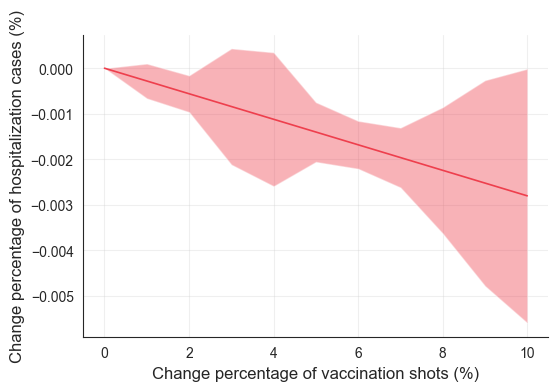 Change percentage of hospitalization cases (%)
0.000
−0.001
−0.002
−0.003
−0.004
−0.005
0 2 4 6 8 10
Change percentage of vaccination shots (%)